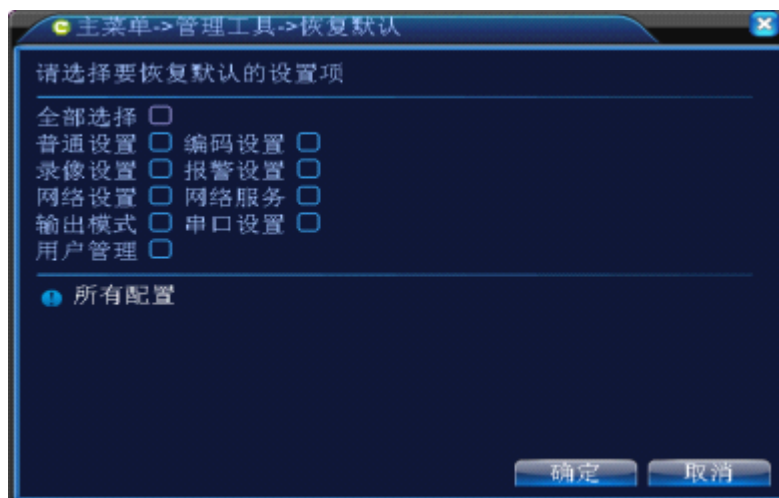 主菜单->管理工具->恢复默认
请选择要恢复默认的设置项
全部选择
普通设置 编码设置
录像设置 报警设置
网络设置 网络服务
输出模式 串口设置
用户管理
所有配置
确定 取消